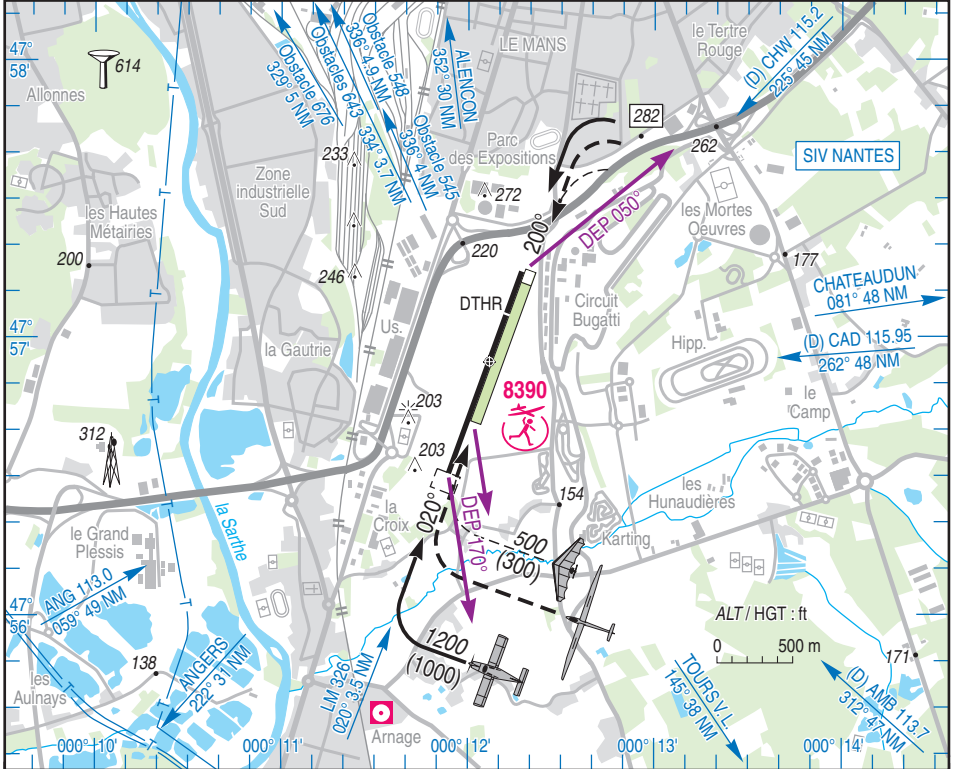 47°
58'
614
Allonnes
Obstacle 676
329° 5 NM
Obstacles 643
334° 3.7 NM
Obstacle 548
336° 4.9 NM
Obstacle 545
336° 4 NM
ALENCON
352° 30 NM
LE MANS
le Tertre
Rouge
(D) CHW 115.2
225° 45 NM
282
262
SIV NANTES
Parc
des Expositions
233
272
Zone
industrielle
Sud
les Hautes
Métairies
200
246
220
200°
DEP 050°
les Mortes
Oeuvres
177
CHATEAUDUN
081° 48 NM
47°
57'
DTHR
Circuit
Bugatti
Us.
la Gautrie
Hipp.
(D) CAD 115.95
262° 48 NM
le
Camp
8390
203
203
312
154
les
Hunaudières
020°
DEP 170°
la
Croix
la Sarthe
le Grand
Plessis
Karting
500
(300)
ANG 113.0
059° 49 NM
47°
56'
ALT / HGT : ft
0
500 m
1200
(1000)
138
ANGERS
222° 31 NM
LM 326
020° 3.5 NM
les
Aulnays
Arnage
TOURS V.L
145° 38 NM
(D) AMB 113.7
312° 47 NM
171
000° 10'
000° 11'
000° 12'
000° 13'
000° 14'
T
T
T
T
T
T